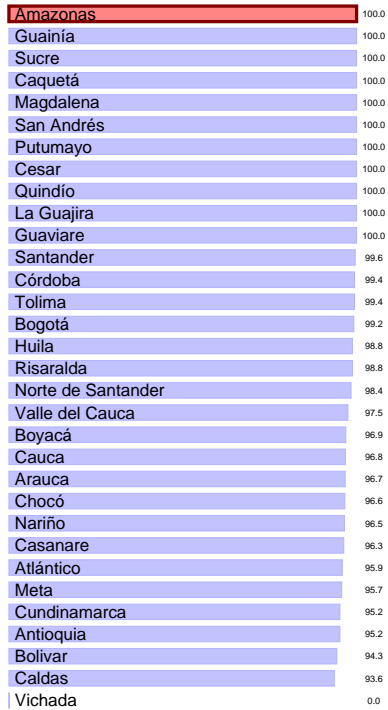 Amazonas 100.0
Guainía 100.0
Sucre 100.0
Caquetá 100.0
Magdalena 100.0
San Andrés 100.0
Putumayo 100.0
Cesar 100.0
Quindío 100.0
La Guajira 100.0
Guaviare 100.0
Santander 99.6
Córdoba 99.4
Tolima 99.4
Bogotá 99.2
Huila 98.8
Risaralda 98.8
Norte de Santander 98.4
Valle del Cauca 97.5
Boyacá 96.9
Cauca 96.8
Arauca 96.7
Chocó 96.6
Nariño 96.5
Casanare 96.3
Atlántico 95.9
Meta 95.7
Cundinamarca 95.2
Antioquia 95.2
Bolivar 94.3
Caldas 93.6
Vichada 0.0